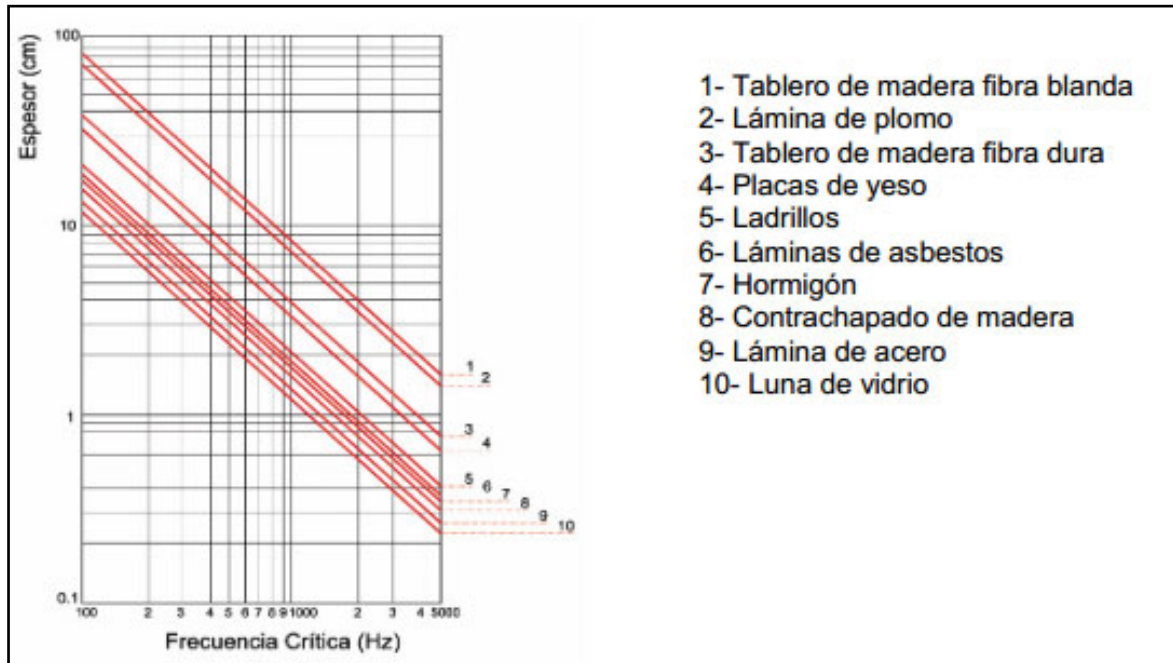 Espesor (cm)
100
10
1
0.1
100 2 3 4 5 6 7 8 9 1000 2 3 4 5000
Frecuencia Crítica (Hz)
1
2
3
4
5
6
7
8
9
10
1- Tablero de madera fibra blanda
2- Lámina de plomo
3- Tablero de madera fibra dura
4- Placas de yeso
5- Ladrillos
6- Láminas de asbestos
7- Hormigón
8- Contrachapado de madera
9- Lámina de acero
10- Luna de vidrio